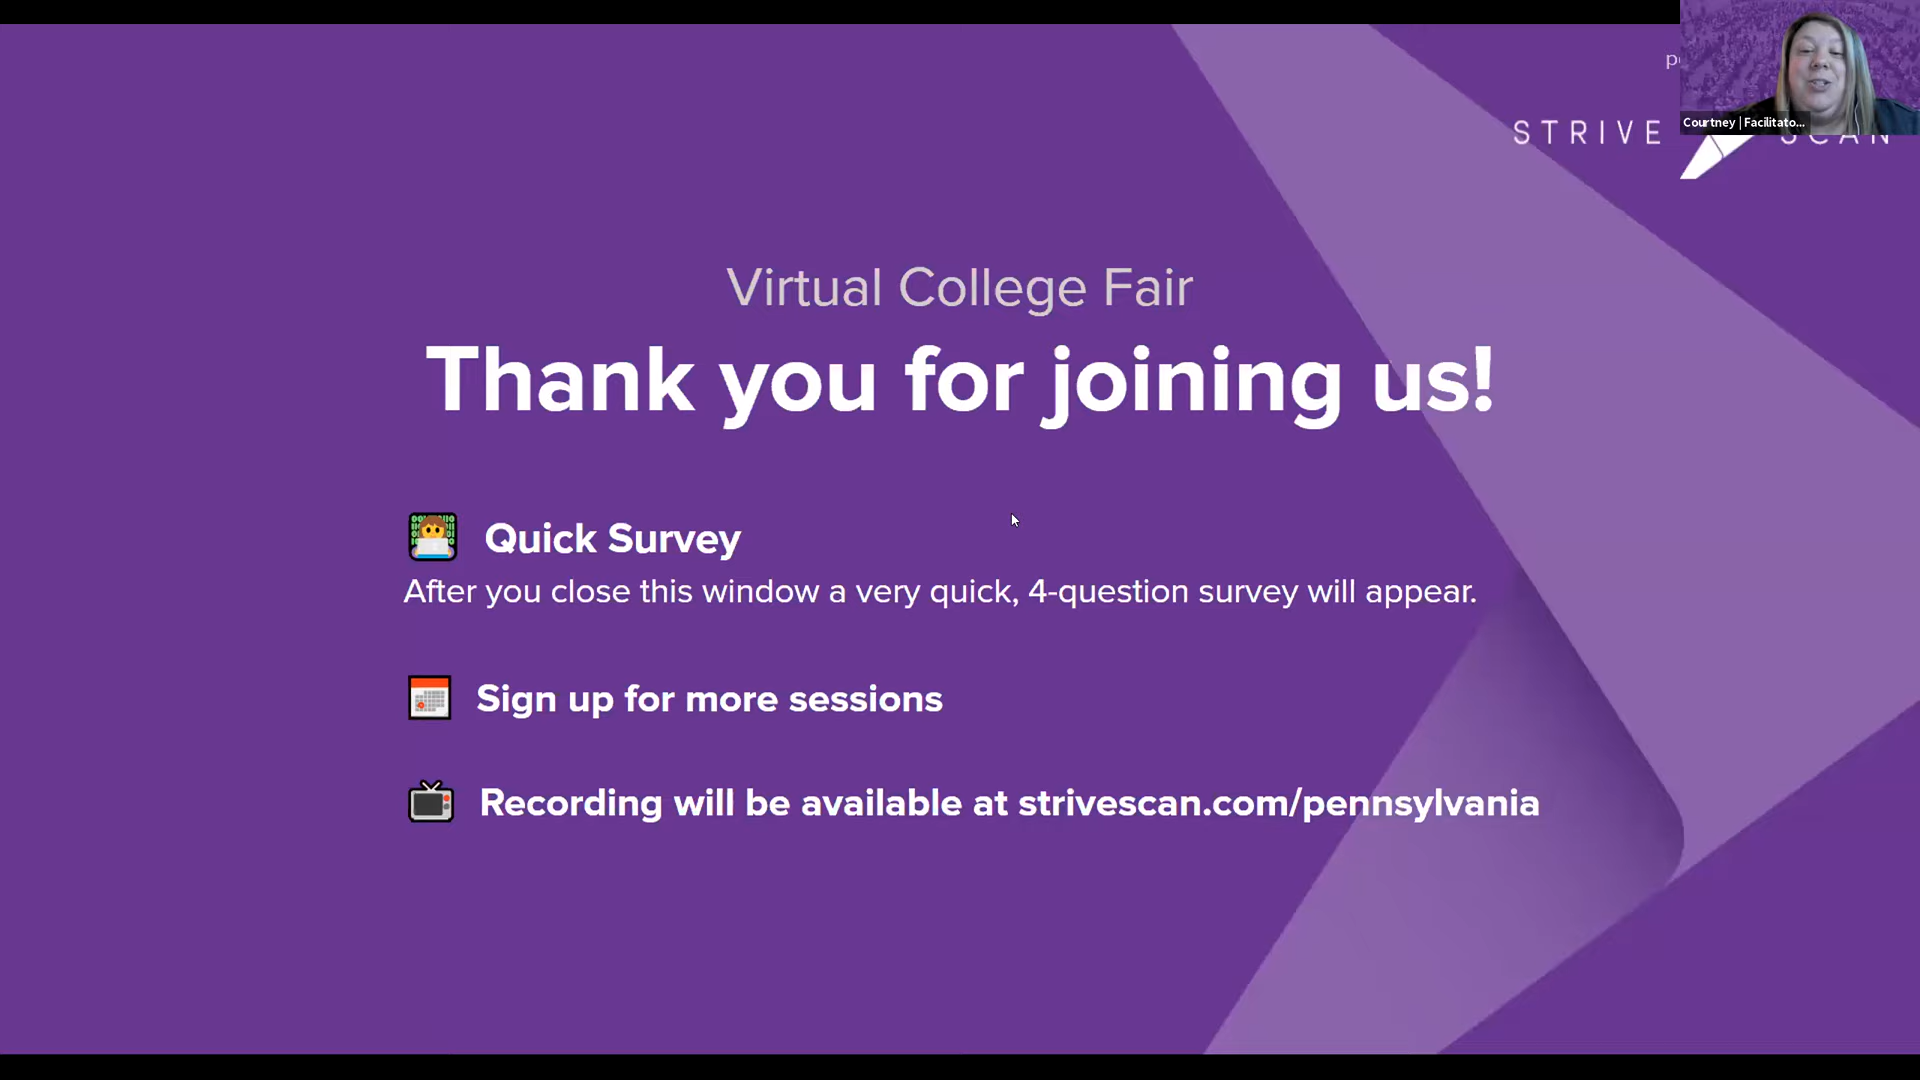 Courtney | Facilitato...
STRIVE SCAN
Virtual College Fair
Thank you for joining us!
Quick Survey
After you close this window a very quick, 4-question survey will appear.
Sign up for more sessions
Recording will be available at strivescan.com/pennsylvania